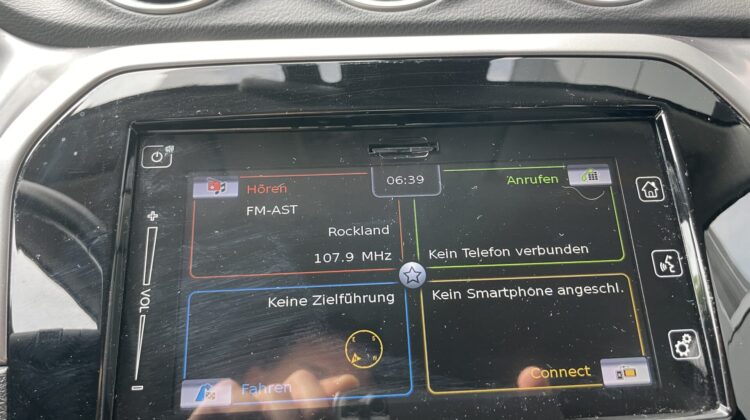 06:39
Hören
FM-AST
Rockland
107.9 MHz
Anrufen
Kein Telefon verbunden
VOL
Keine Zielführung
Fahren
Kein Smartphone angeschl.
Connect